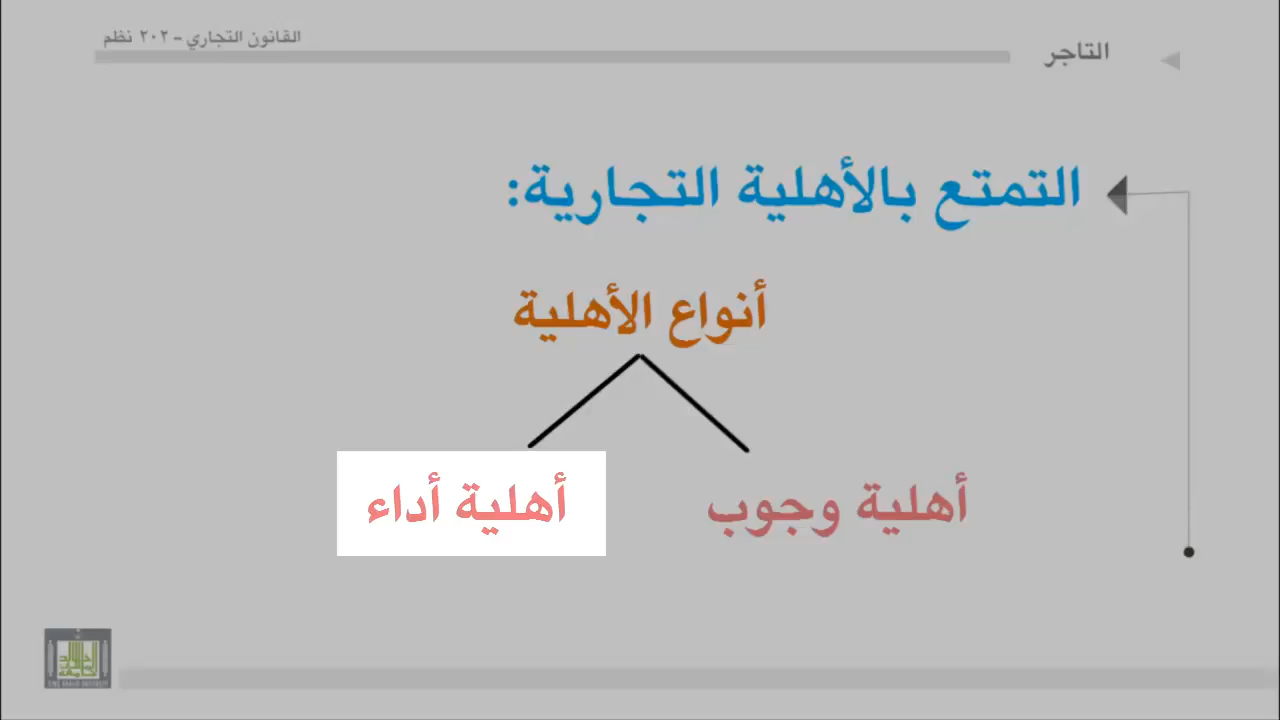 القانون التجاري - ٢٠٢ نظم
التاجر
التمتع بالأهلية التجارية:
أنواع الأهلية
أهلية وجوب
أهلية أداء